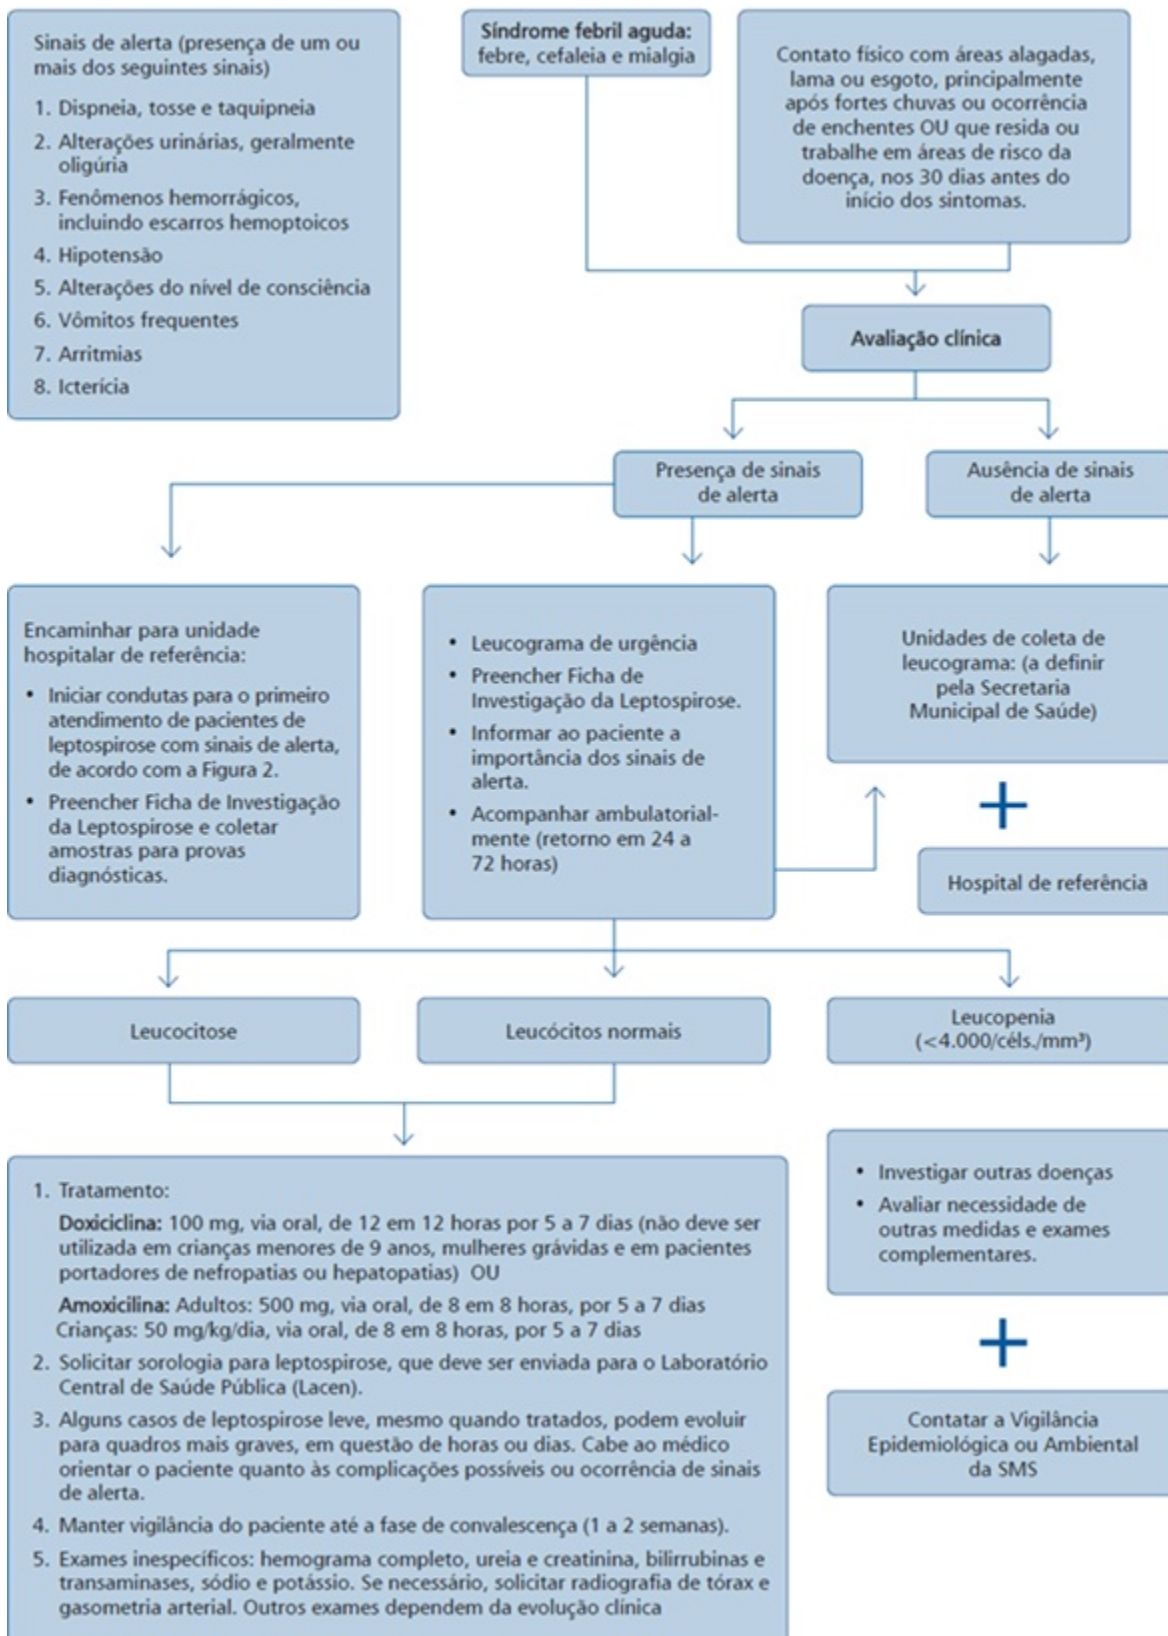 Sinais de alerta (presença de um ou
mais dos seguintes sinais)
1. Dispneia, tosse e taquipneia
2. Alterações urinárias, geralmente
oligúria
3. Fenômenos hemorrágicos,
incluindo escarros hemoptoicos
4. Hipotensão
5. Alterações do nível de consciência
6. Vômitos frequentes
7. Arritmias
8. Icterícia
Síndrome febril aguda:
febre, cefaleia e mialgia
Contato físico com áreas alagadas,
lama ou esgoto, principalmente
após fortes chuvas ou ocorrência
de enchentes OU que resida ou
trabalhe em áreas de risco da
doença, nos 30 dias antes do
início dos sintomas.
Avaliação clínica
Presença de sinais
de alerta
Ausência de sinais
de alerta
Encaminhar para unidade
hospitalar de referência:
• Iniciar condutas para o primeiro
atendimento de pacientes de
leptospirose com sinais de alerta,
de acordo com a Figura 2.
• Preencher Ficha de Investigação
da Leptospirose e coletar
amostras para provas
diagnósticas.
• Leucograma de urgência
• Preencher Ficha de
Investigação da Leptospirose.
• Informar ao paciente a
importância dos sinais de
alerta.
• Acompanhar ambulatorial-
mente (retorno em 24 a
72 horas)
Unidades de coleta de
leucograma: (a definir
pela Secretaria
Municipal de Saúde)
+
Hospital de referência
Leucocitose
Leucócitos normais
Leucopenia
(<4.000/céls./mm³)
1. Tratamento:
Doxiciclina: 100 mg, via oral, de 12 em 12 horas por 5 a 7 dias (não deve ser
utilizada em crianças menores de 9 anos, mulheres grávidas e em pacientes
portadores de nefropatias ou hepatopatias) OU
Amoxicilina: Adultos: 500 mg, via oral, de 8 em 8 horas, por 5 a 7 dias
Crianças: 50 mg/kg/dia, via oral, de 8 em 8 horas, por 5 a 7 dias
2. Solicitar sorologia para leptospirose, que deve ser enviada para o Laboratório
Central de Saúde Pública (Lacen).
3. Alguns casos de leptospirose leve, mesmo quando tratados, podem evoluir
para quadros mais graves, em questão de horas ou dias. Cabe ao médico
orientar o paciente quanto às complicações possíveis ou ocorrência de sinais
de alerta.
4. Manter vigilância do paciente até a fase de convalescença (1 a 2 semanas).
5. Exames inespecíficos: hemograma completo, ureia e creatinina, bilirrubinas e
transaminases, sódio e potássio. Se necessário, solicitar radiografia de tórax e
gasometria arterial. Outros exames dependem da evolução clínica
• Investigar outras doenças
• Avaliar necessidade de
outras medidas e exames
complementares.
+
Contatar a Vigilância
Epidemiológica ou Ambiental
da SMS